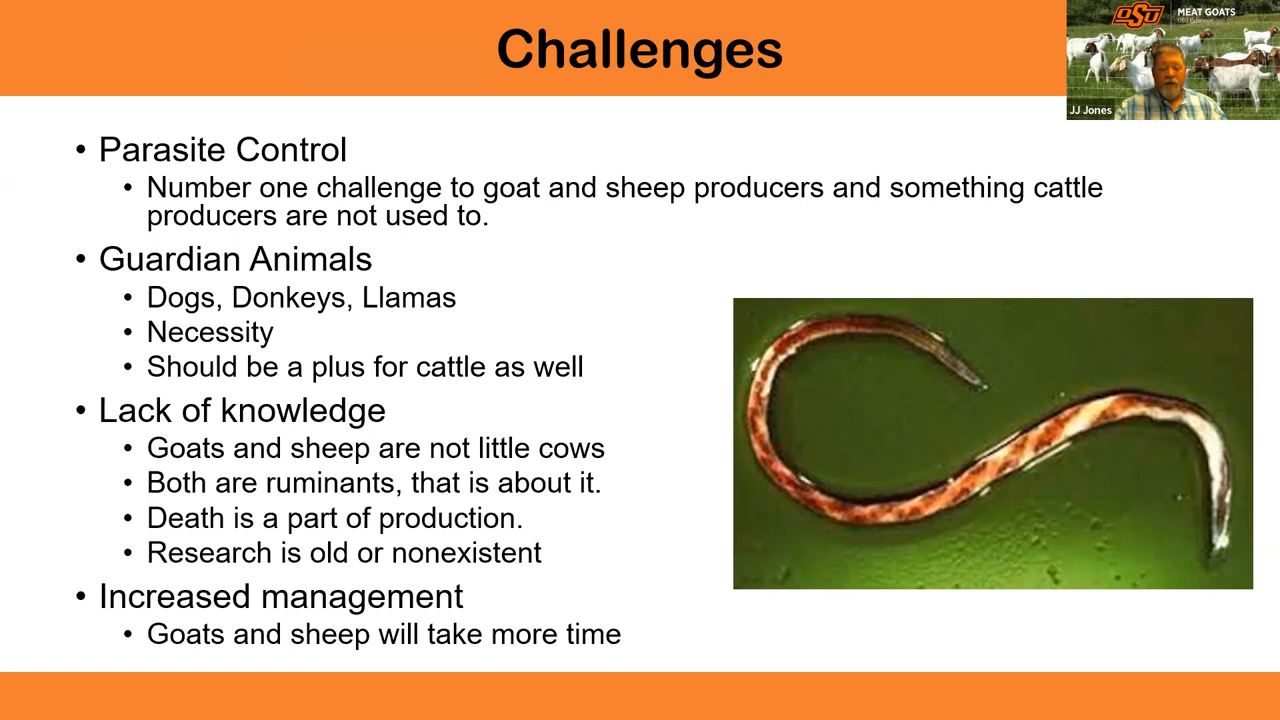 Challenges
OSU
MEAT GOATS
OSU Extension
JJ Jones
• Parasite Control
• Number one challenge to goat and sheep producers and something cattle
producers are not used to.
• Guardian Animals
• Dogs, Donkeys, Llamas
• Necessity
• Should be a plus for cattle as well
• Lack of knowledge
• Goats and sheep are not little cows
• Both are ruminants, that is about it.
• Death is a part of production.
• Research is old or nonexistent
• Increased management
• Goats and sheep will take more time